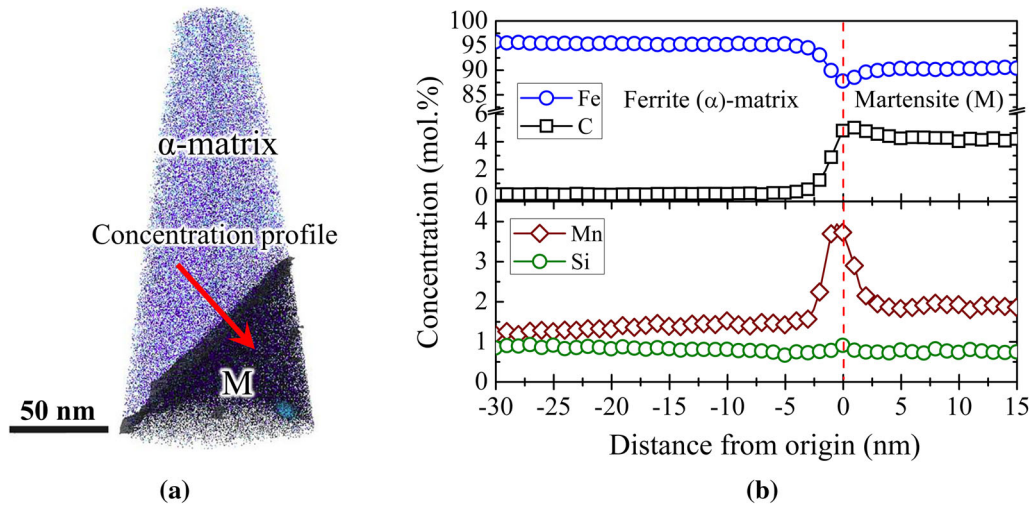 α-matrix
Concentration profile
M
50 nm
(a)
Concentration (mol.%)
100
95
90
85
4
2
0
Fe
C
Ferrite (α)-matrix
Martensite (M)
4
3
2
1
0
Mn
Si
-30 -25 -20 -15 -10 -5 0 5 10 15
Distance from origin (nm)
(b)